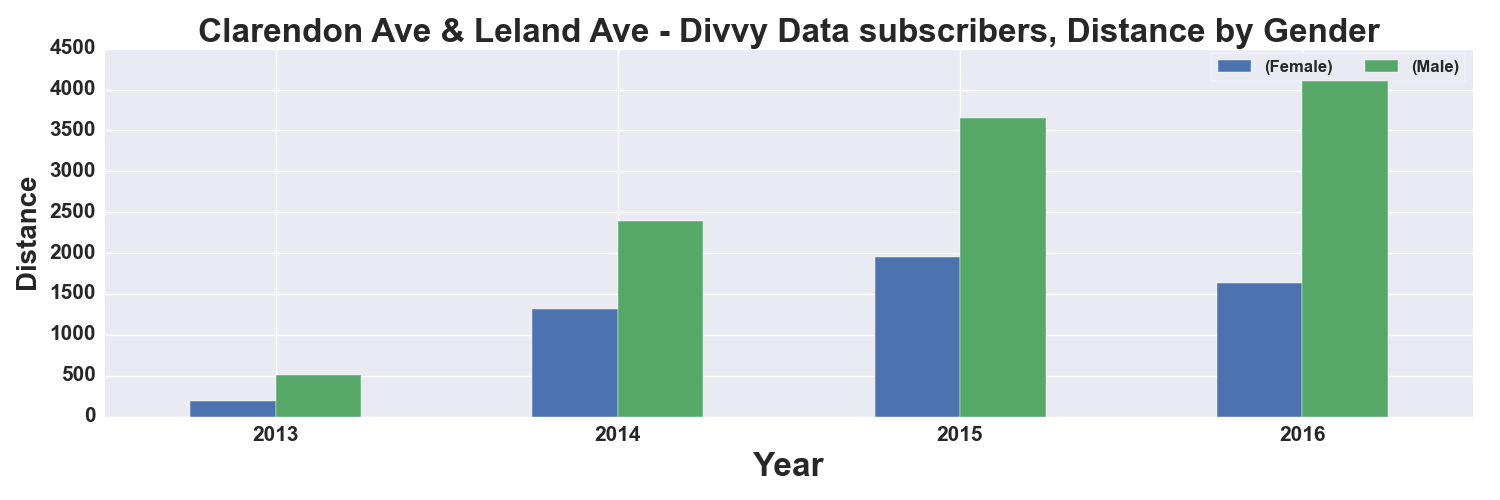 Clarendon Ave & Leland Ave - Divvy Data subscribers, Distance by Gender
(Female) (Male)
Distance
4500
4000
3500
3000
2500
2000
1500
1000
500
0
2013 2014 2015 2016
Year